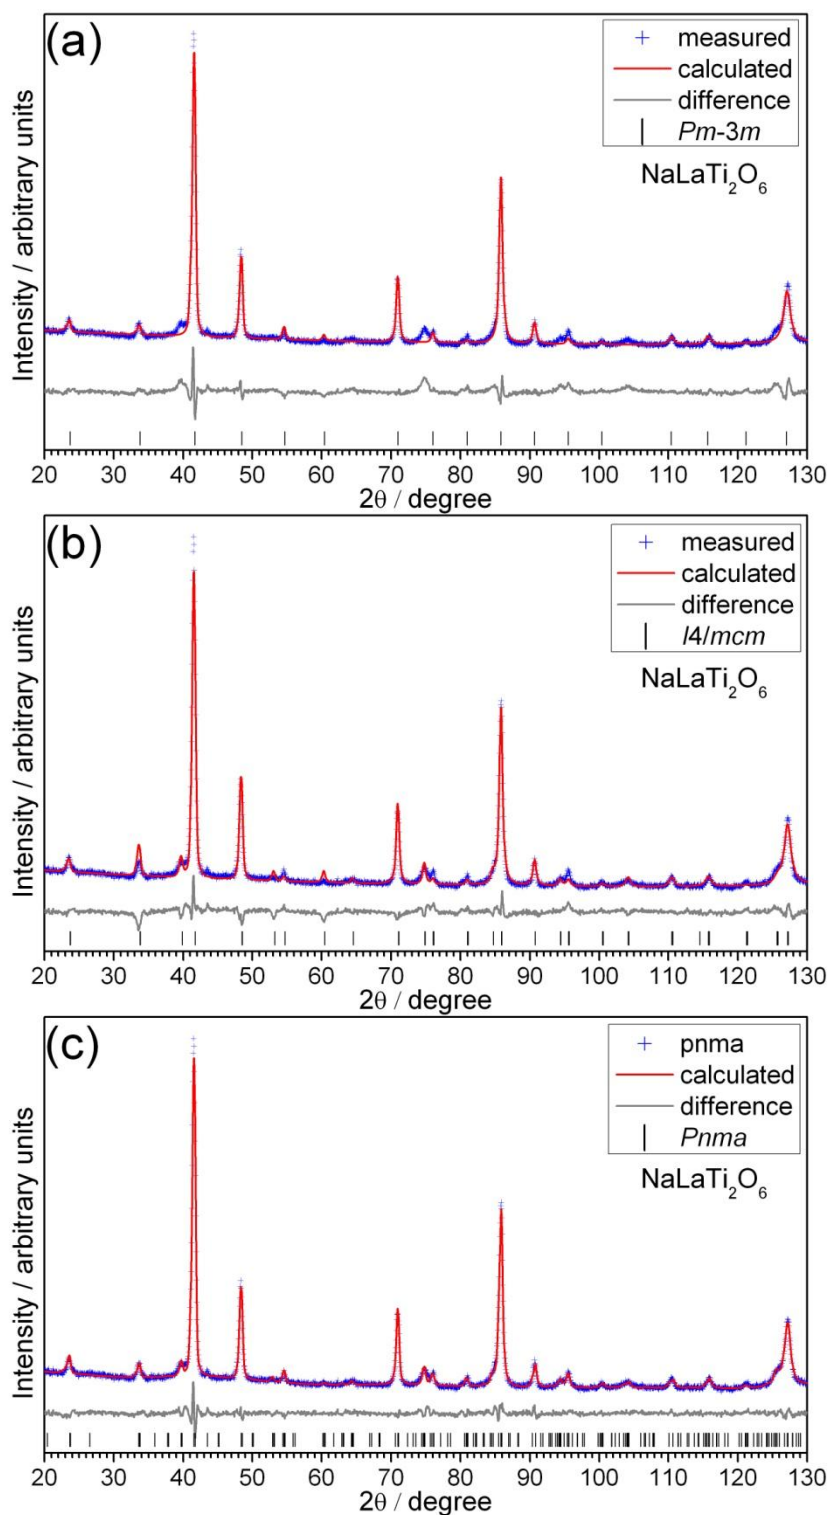 (a)
measured
calculated
difference
Pm-3m
NaLaTi₂O₆
Intensity / arbitrary units
20 30 40 50 60 70 80 90 100 110 120 130
2θ / degree
(b)
measured
calculated
difference
I4/mcm
NaLaTi₂O₆
Intensity / arbitrary units
20 30 40 50 60 70 80 90 100 110 120 130
2θ / degree
(c)
pnma
calculated
difference
Pnma
NaLaTi₂O₆
Intensity / arbitrary units
20 30 40 50 60 70 80 90 100 110 120 130
2θ / degree